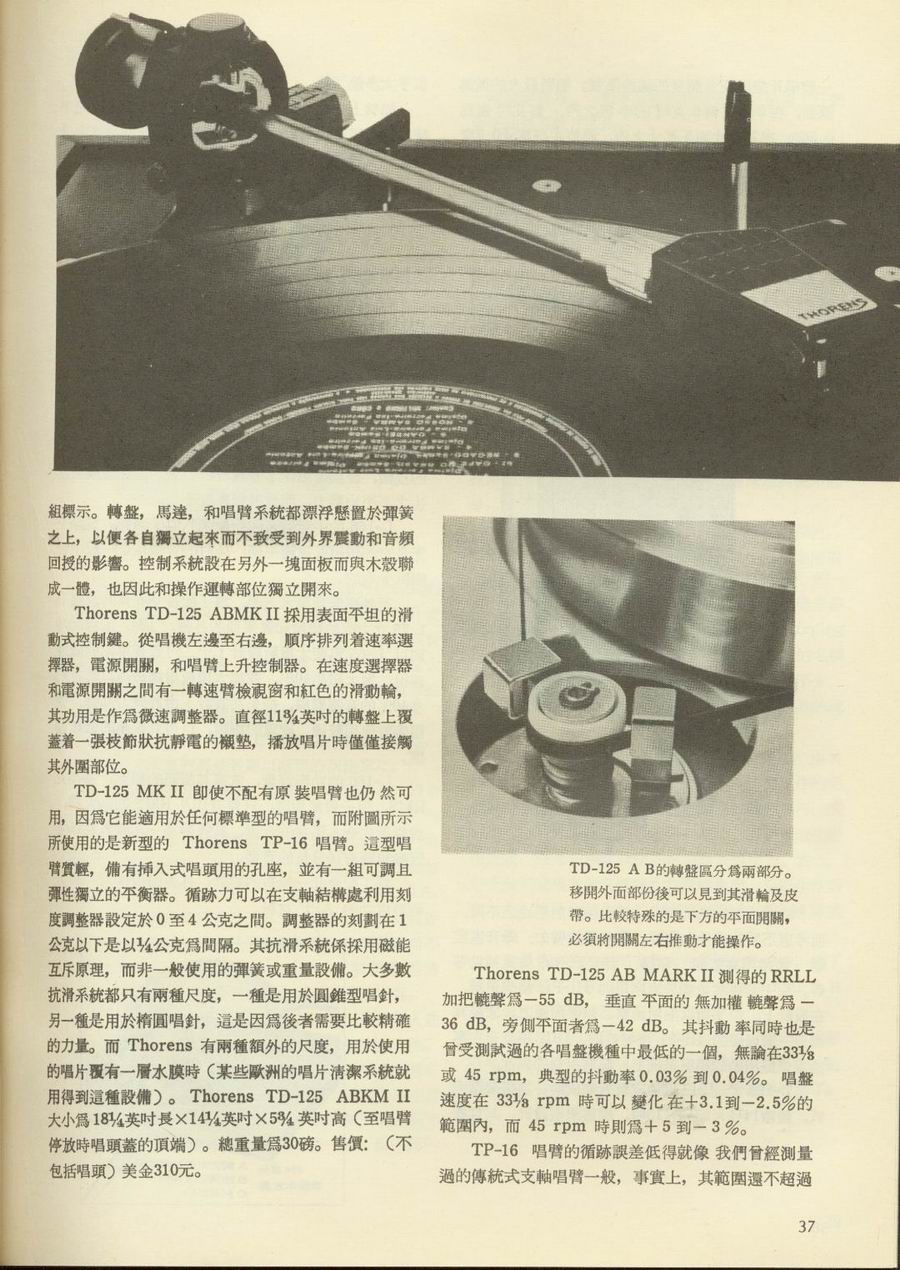 THORENS
組標示。轉盤，馬達，和唱臂系統都漂浮懸置於彈簧
之上，以便各自獨立起來而不致受到外界震動和音頻
回授的影響。控制系統設在另外一塊面板而與木殼聯
成一體，也因此和操作運轉部位獨立開來。
Thorens TD-125 ABMK II 採用表面平坦的滑
動式控制鍵。從唱機左邊至右邊，順序排列着速率選
擇器，電源開關，和唱臂上升控制器。在速度選擇器
和電源開關之間有一轉速臂檢視窗和紅色的滑動輪，
其功用是作爲微速調整器。直徑11¾英吋的轉盤上覆
蓋着一張枝節狀抗靜電的襯墊，播放唱片時僅僅接觸
其外圍部位。
TD-125 MK II 卽使不配有原裝唱臂也仍然可
用，因爲它能適用於任何標準型的唱臂，而附圖所示
所使用的是新型的 Thorens TP-16 唱臂。這型唱
臂質輕，備有揷入式唱頭用的孔座，並有一組可調且
彈性獨立的平衡器。循跡力可以在支軸結構處利用刻
度調整器設定於 0 至 4 公克之間。調整器的刻劃在 1
公克以下是以¼公克爲間隔。其抗滑系統係採用磁能
互斥原理，而非一般使用的彈簧或重量設備。大多數
抗滑系統都只有兩種尺度，一種是用於圓錐型唱針，
另一種是用於橢圓唱針，這是因爲後者需要比較精確
的力量。而 Thorens 有兩種額外的尺度，用於使用
的唱片覆有一層水膜時（某些歐洲的唱片淸潔系統就
用得到這種設備）。 Thorens TD-125 ABKM II
大小爲 18¼英吋長×14¼英吋×5¾ 英吋高（至唱臂
停放時唱頭蓋的頂端）。總重量爲30磅。售價：（不
包括唱頭）美金310元。
TD-125 A B的轉盤區分爲兩部分。
移開外面部份後可以見到其滑輪及皮
帶。比較特殊的是下方的平面開關，
必須將開關左右推動才能操作。
Thorens TD-125 AB MARK II 測得的 RRLL
加把轆聲爲－55 dB， 垂直平面的無加權轆聲爲－
36 dB，旁側平面者爲－42 dB。 其抖動率同時也是
曾受測試過的各唱盤機種中最低的一個，無論在33⅓
或 45 rpm，典型的抖動率 0.03% 到 0.04%。 唱盤
速度在 33⅓ rpm 時可以變化在＋3.1到－2.5%的
範圍內，而 45 rpm 時則爲＋5 到－3 %。
TP-16 唱臂的循跡誤差低得就像我們曾經測量
過的傳統式支軸唱臂一般，事實上，其範圍還不超過
37